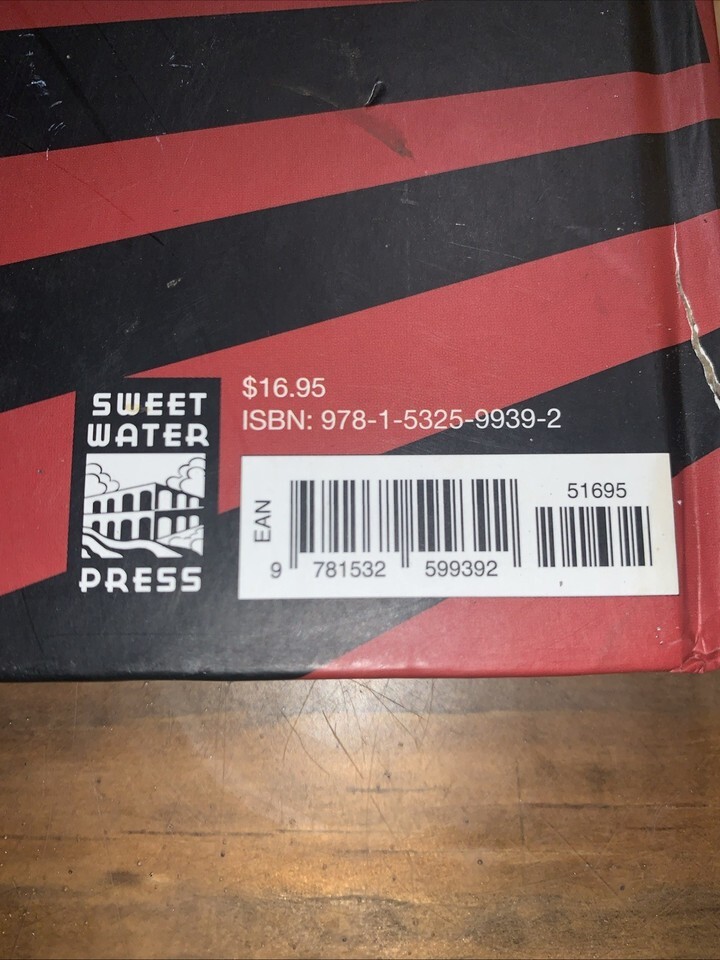 SWEET
WATER
PRESS
$16.95
ISBN: 978-1-5325-9939-2
EAN
51695
9 781532 599392